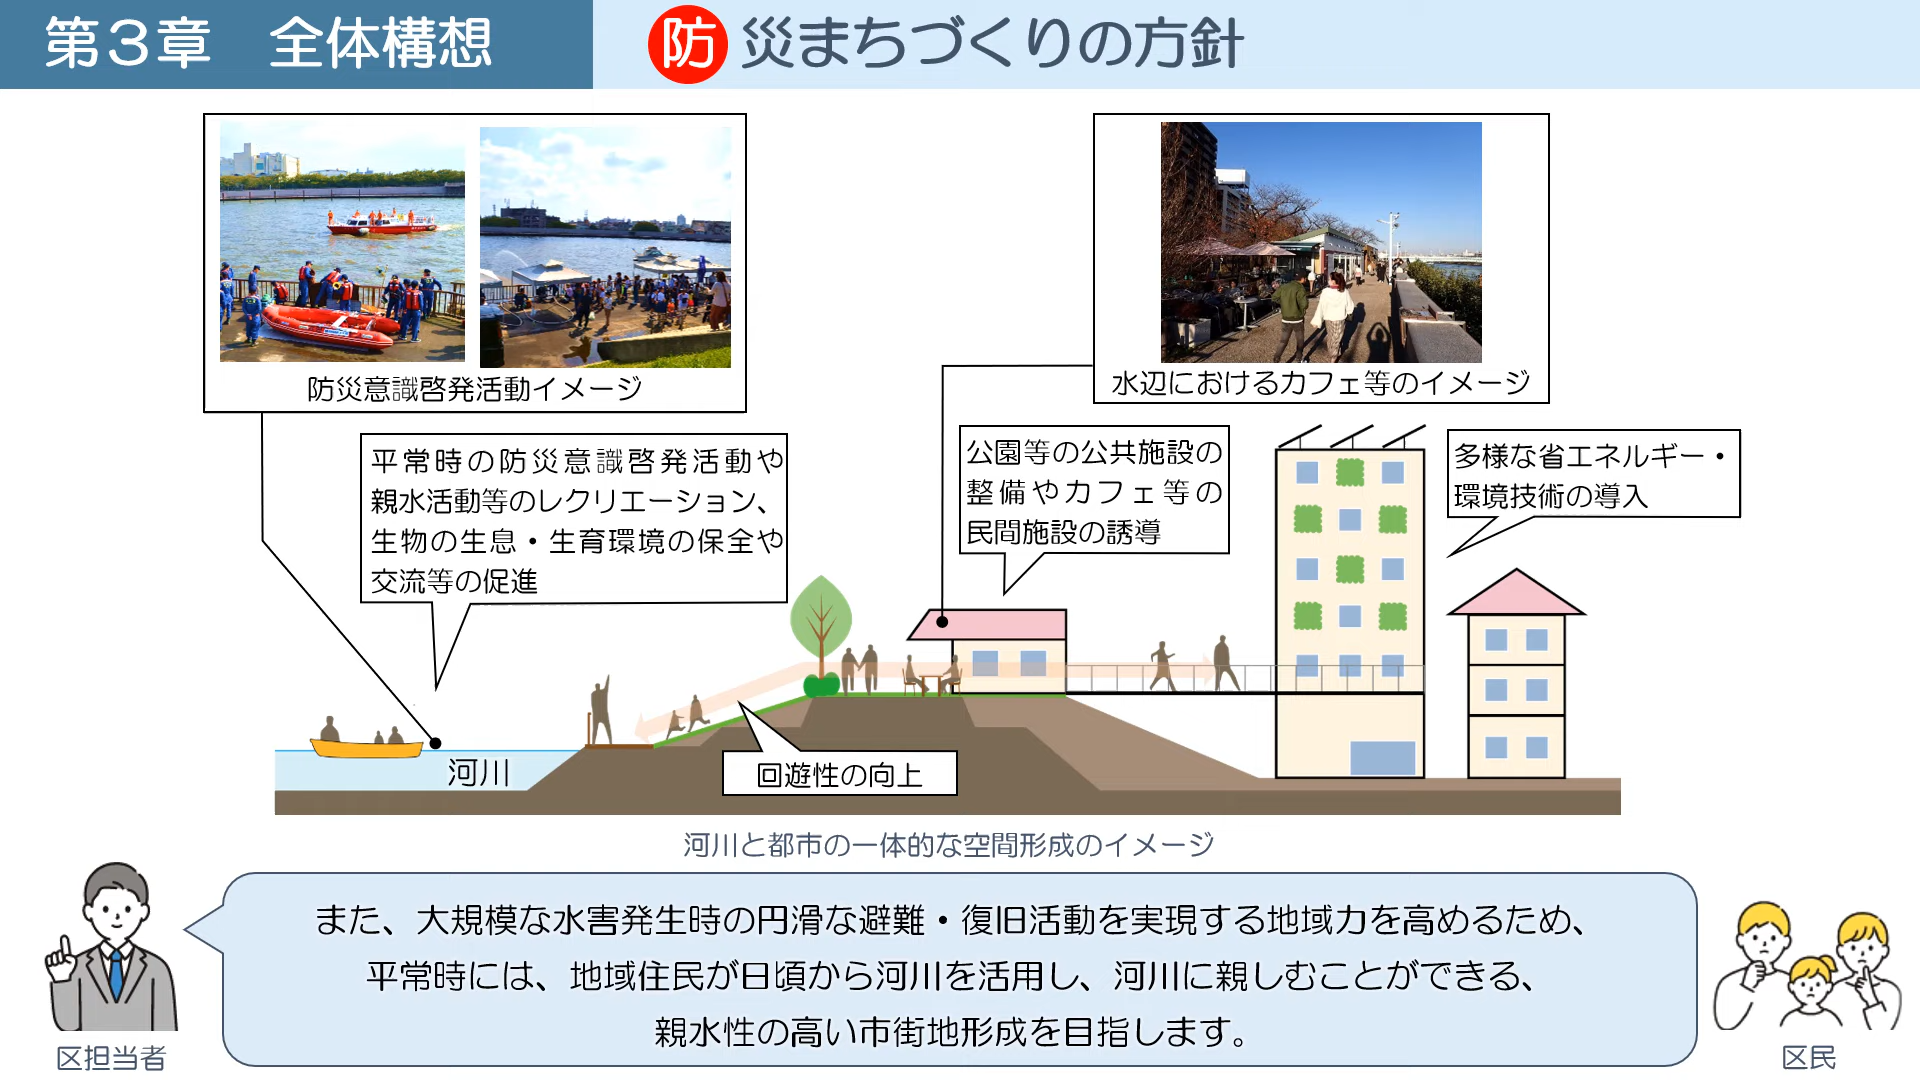 第３章　全体構想
防災まちづくりの方針
防災意識啓発活動イメージ
水辺におけるカフェ等のイメージ
平常時の防災意識啓発活動や
親水活動等のレクリエーション、
生物の生息・生育環境の保全や
交流等の促進
公園等の公共施設の
整備やカフェ等の
民間施設の誘導
多様な省エネルギー・
環境技術の導入
河川
回遊性の向上
河川と都市の一体的な空間形成のイメージ
また、大規模な水害発生時の円滑な避難・復旧活動を実現する地域力を高めるため、
平常時には、地域住民が日頃から河川を活用し、河川に親しむことができる、
親水性の高い市街地形成を目指します。
区担当者
区民